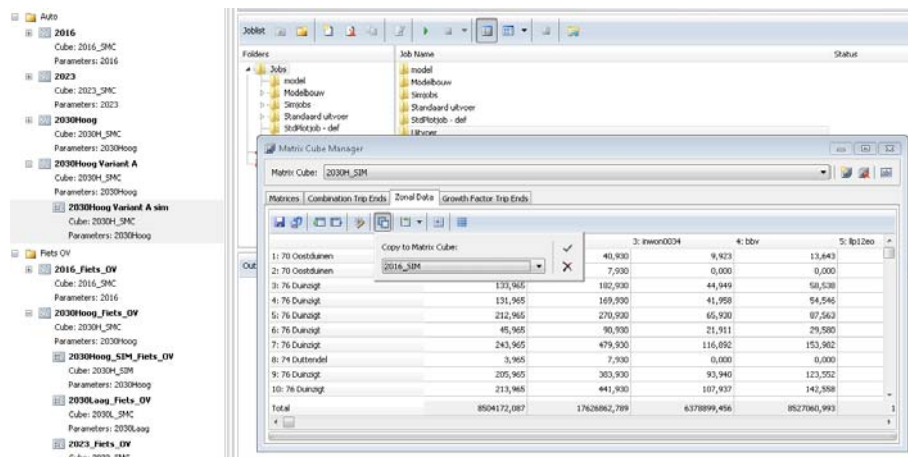 Auto
2016
Cube: 2016_SMC
Parameters: 2016
2023
Cube: 2023_SMC
Parameters: 2023
2030Hoog
Cube: 2030H_SMC
Parameters: 2030Hoog
2030Hoog Variant A
Cube: 2030H_SMC
Parameters: 2030Hoog
2030Hoog Variant A sim
Cube: 2030H_SMC
Parameters: 2030Hoog
Fiets OV
2016_Fiets_OV
Cube: 2016_SMC
Parameters: 2016
2030Hoog_Fiets_OV
Cube: 2030H_SMC
Parameters: 2030Hoog
2030Hoog_SIM_Fiets_OV
Cube: 2030H_SIM
Parameters: 2030Hoog
2030Laag_Fiets_OV
Cube: 2030L_SMC
Parameters: 2030Laag
2023_Fiets_OV
Cube: 2023_SMC
Joblist
Folders
Jobs
model
Modelbouw
Simjobs
Standaard uitvoer
StdPlotjob - def
Job Name Status
model
Modelbouw
Simjobs
Standaard uitvoer
StdPlotjob - def
Uitvoer
Out
Matrix Cube Manager
Matrix Cube: 2030H_SIM
Matrices Combination Trip Ends Zonal Data Growth Factor Trip Ends
Copy to Matrix Cube:
2016_SIM
3: inwon0034 4: bbv 5: llp12eo
1: 70 Oostduinen 40,930 9,923 13,643
2: 70 Oostduinen 7,930 0,000 0,000
3: 76 Duinzigt 133,965 182,930 44,949 58,538
4: 76 Duinzigt 131,965 169,930 41,958 54,546
5: 76 Duinzigt 212,965 270,930 65,930 87,563
6: 76 Duinzigt 45,965 90,930 21,911 29,580
7: 76 Duinzigt 243,965 479,930 116,892 153,982
8: 74 Duttendel 3,965 7,930 0,000 0,000
9: 76 Duinzigt 205,965 383,930 93,940 123,552
10: 76 Duinzigt 213,965 441,930 107,937 142,558
Total 8504172,087 17626862,789 6378899,456 8527060,993 1